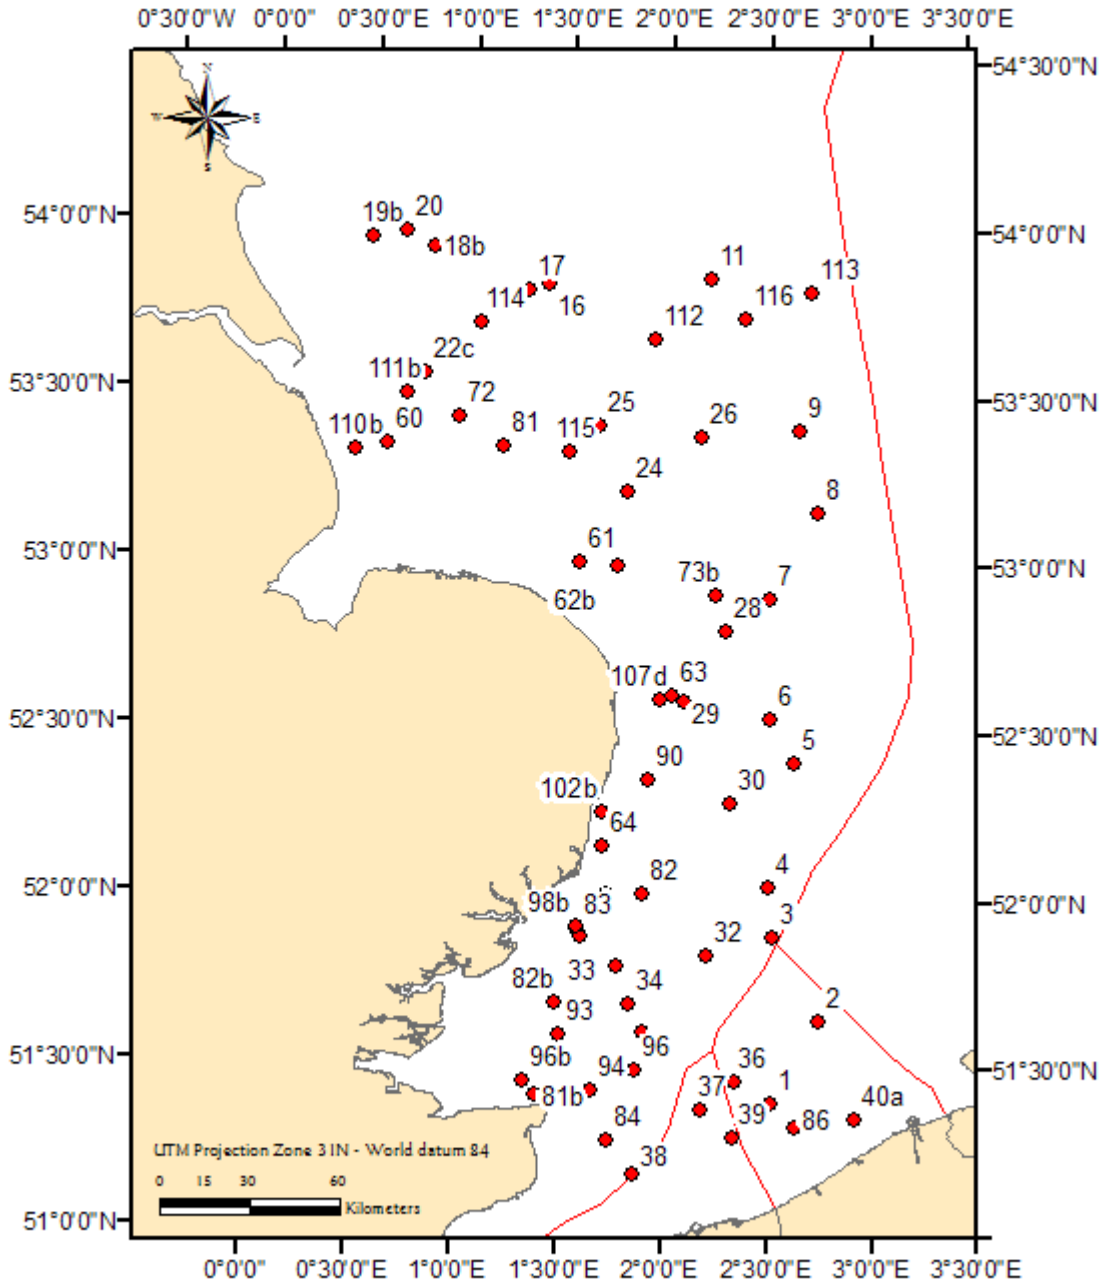 0°30'0"W 0°0'0" 0°30'0"E 1°0'0"E 1°30'0"E 2°0'0"E 2°30'0"E 3°0'0"E 3°30'0"E
54°30'0"N
N
W E
S
54°0'0"N
54°0'0"N
19b 20
18b
11
17
113
114
16
116
112
22c
111b
53°30'0"N
53°30'0"N
72
25
9
110b 60
81
115
26
24
8
61
53°0'0"N
53°0'0"N
73b 7
62b
28
107d 63
6
29
52°30'0"N
52°30'0"N
5
90
30
102b
64
4
82
52°0'0"N
52°0'0"N
98b 83
3
32
33
82b
34
2
93
96
51°30'0"N
51°30'0"N
96b
94
36
37
1
81b
39
40a
84
86
38
UTM Projection Zone 31N - World datum 84
0 15 30 60
Kilometers
51°0'0"N
51°0'0"N
0°0'0" 0°30'0"E 1°0'0"E 1°30'0"E 2°0'0"E 2°30'0"E 3°0'0"E 3°30'0"E